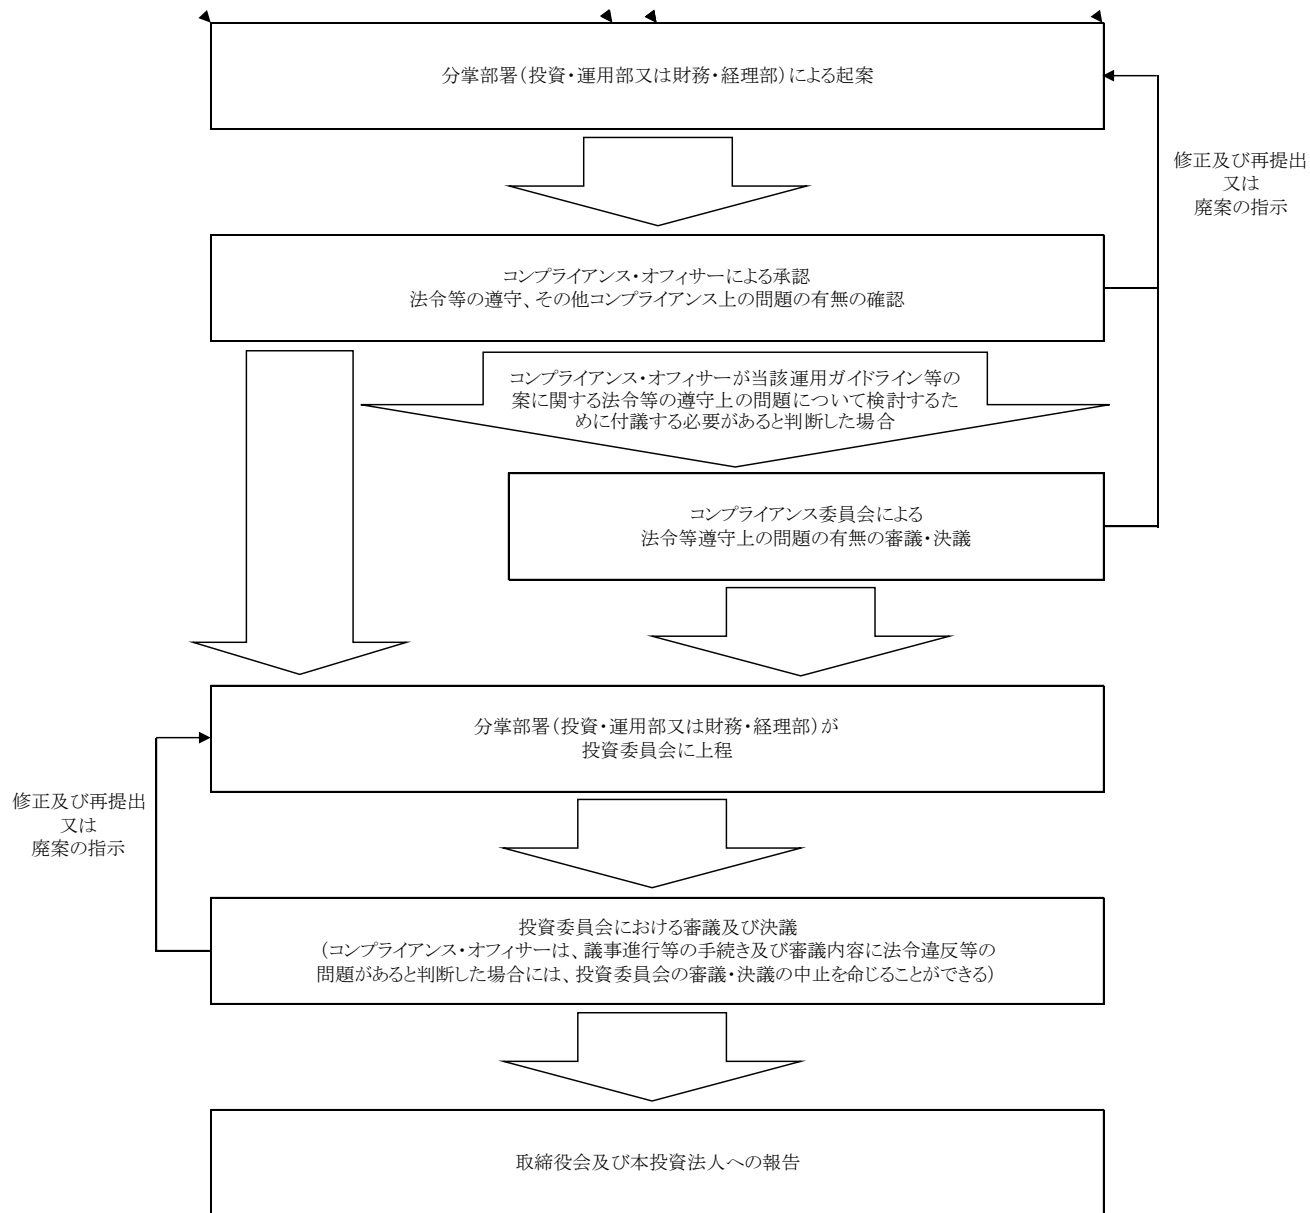 分掌部署(投資・運用部又は財務・経理部)による起案
修正及び再提出
又は
廃案の指示
コンプライアンス・オフィサーによる承認
法令等の遵守、その他コンプライアンス上の問題の有無の確認
コンプライアンス・オフィサーが当該運用ガイドライン等の
案に関する法令等の遵守上の問題について検討するた
めに付議する必要があると判断した場合
コンプライアンス委員会による
法令等遵守上の問題の有無の審議・決議
分掌部署(投資・運用部又は財務・経理部)が
投資委員会に上程
修正及び再提出
又は
廃案の指示
投資委員会における審議及び決議
(コンプライアンス・オフィサーは、議事進行等の手続き及び審議内容に法令違反等の
問題があると判断した場合には、投資委員会の審議・決議の中止を命じることができる)
取締役会及び本投資法人への報告